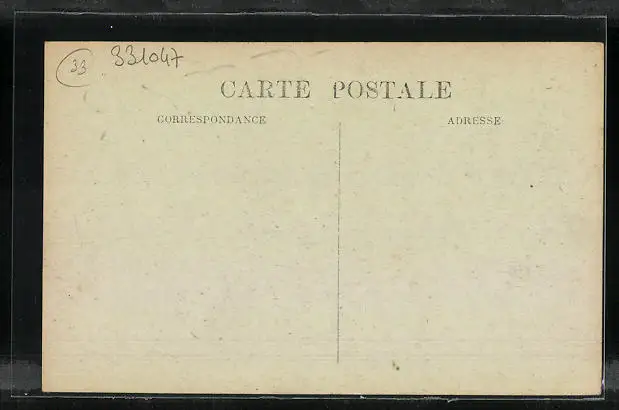 33 331047
CARTE POSTALE
CORRESPONDANCE ADRESSE